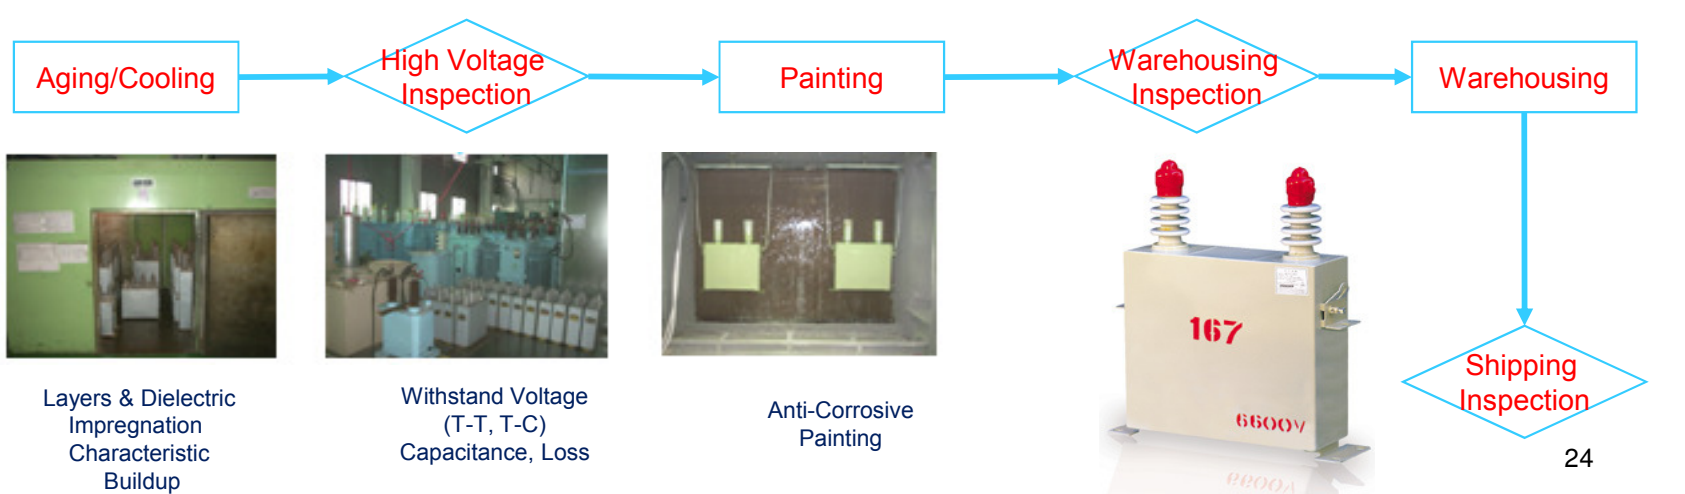 Aging/Cooling
High Voltage
Inspection
Painting
Warehousing
Inspection
Warehousing
Layers & Dielectric
Impregnation
Characteristic
Buildup
Withstand Voltage
(T-T, T-C)
Capacitance, Loss
Anti-Corrosive
Painting
167
6600V
Shipping
Inspection
24